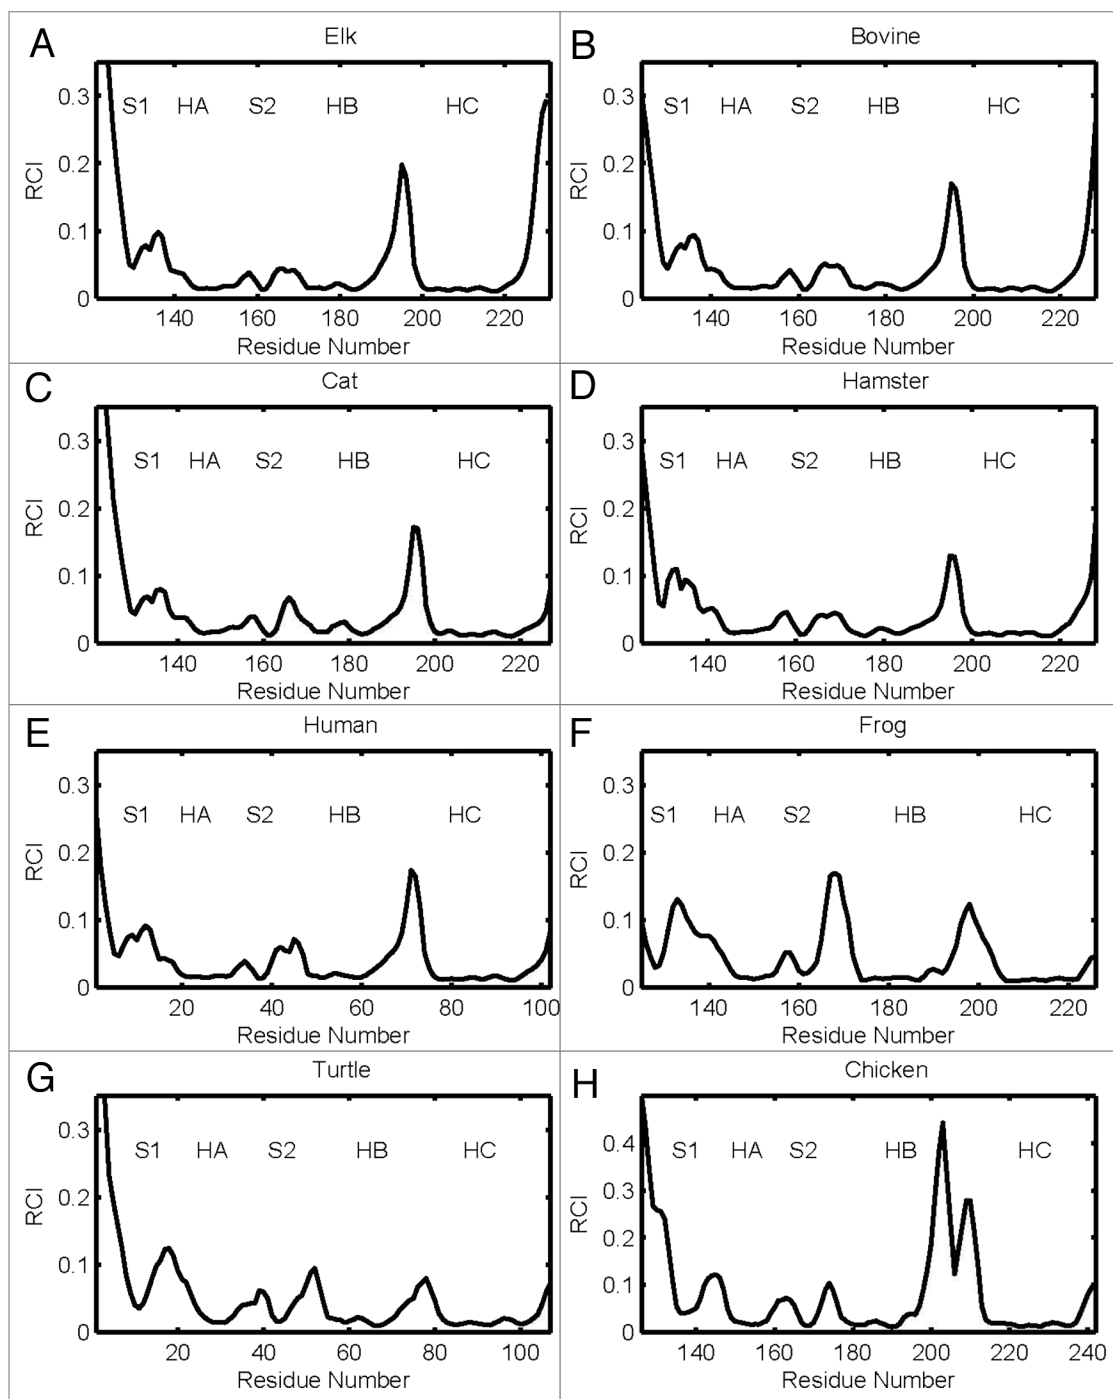 A
Elk
0.3
S1 HA S2 HB HC
0.2
RCI
0.1
0
140 160 180 200 220
Residue Number
B
Bovine
0.3
S1 HA S2 HB HC
0.2
RCI
0.1
0
140 160 180 200 220
Residue Number
C
Cat
0.3
S1 HA S2 HB HC
0.2
RCI
0.1
0
140 160 180 200 220
Residue Number
D
Hamster
0.3
S1 HA S2 HB HC
0.2
RCI
0.1
0
140 160 180 200 220
Residue Number
E
Human
0.3
S1 HA S2 HB HC
0.2
RCI
0.1
0
20 40 60 80 100
Residue Number
F
Frog
0.3
S1 HA S2 HB HC
0.2
RCI
0.1
0
140 160 180 200 220
Residue Number
G
Turtle
0.3
S1 HA S2 HB HC
0.2
RCI
0.1
0
20 40 60 80 100
Residue Number
H
Chicken
0.4
S1 HA S2 HB HC
0.3
RCI
0.2
0.1
0
140 160 180 200 220 240
Residue Number